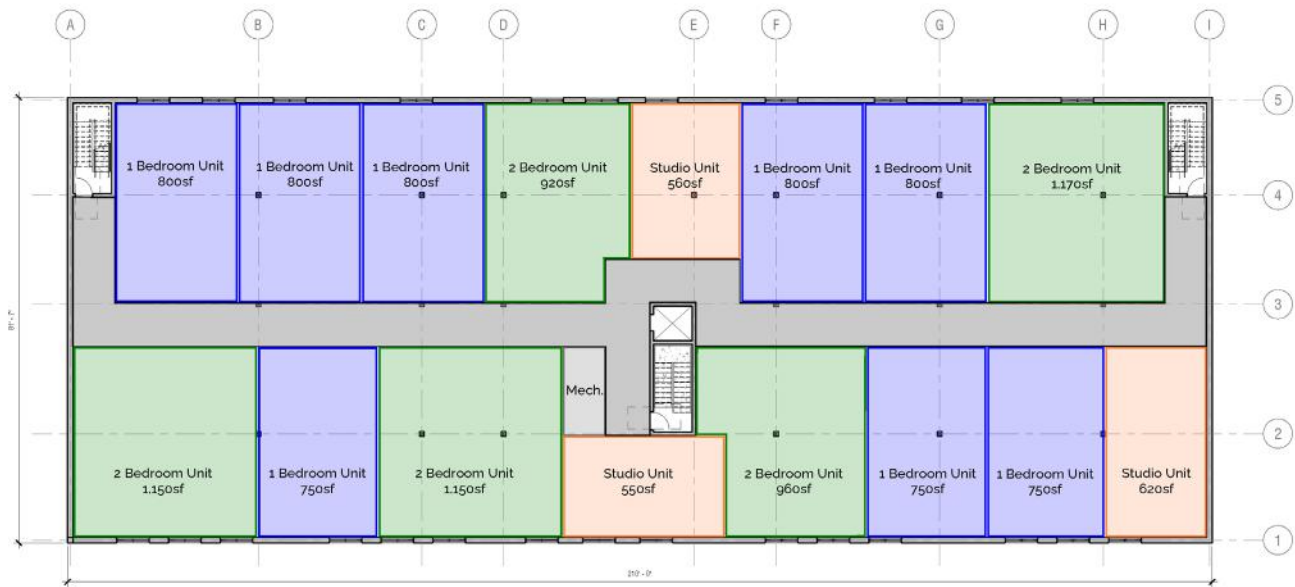 A B C D E F G H I
5
1 Bedroom Unit
800sf
1 Bedroom Unit
800sf
1 Bedroom Unit
800sf
2 Bedroom Unit
920sf
Studio Unit
560sf
1 Bedroom Unit
800sf
1 Bedroom Unit
800sf
2 Bedroom Unit
1,170sf
4
3
Mech.
2
2 Bedroom Unit
1,150sf
1 Bedroom Unit
750sf
2 Bedroom Unit
1,150sf
Studio Unit
550sf
2 Bedroom Unit
960sf
1 Bedroom Unit
750sf
1 Bedroom Unit
750sf
Studio Unit
620sf
1